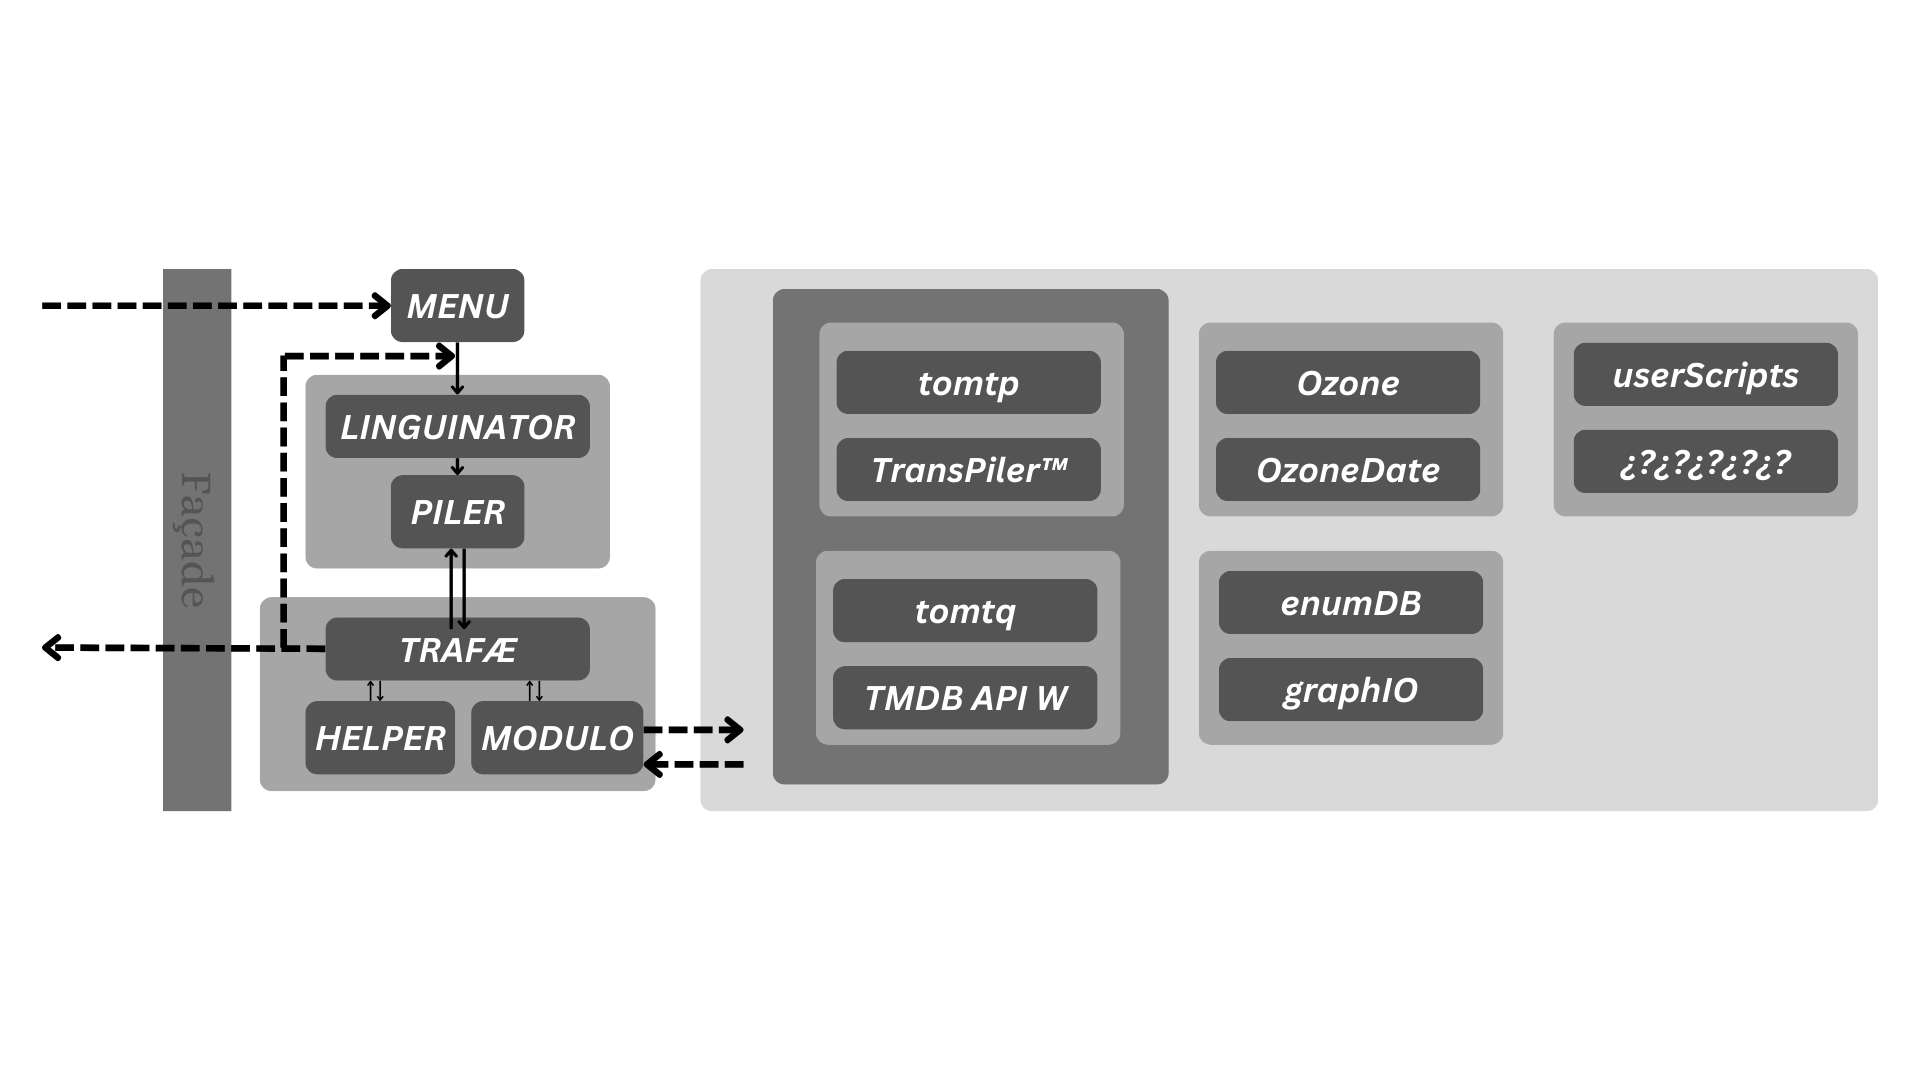 Façade
MENU
LINGUINATOR
PILER
TRAFÆ
HELPER
MODULO
tomtp
TransPiler™
tomtq
TMDB API W
Ozone
OzoneDate
enumDB
graphIO
userScripts
¿?¿?¿?¿?¿?